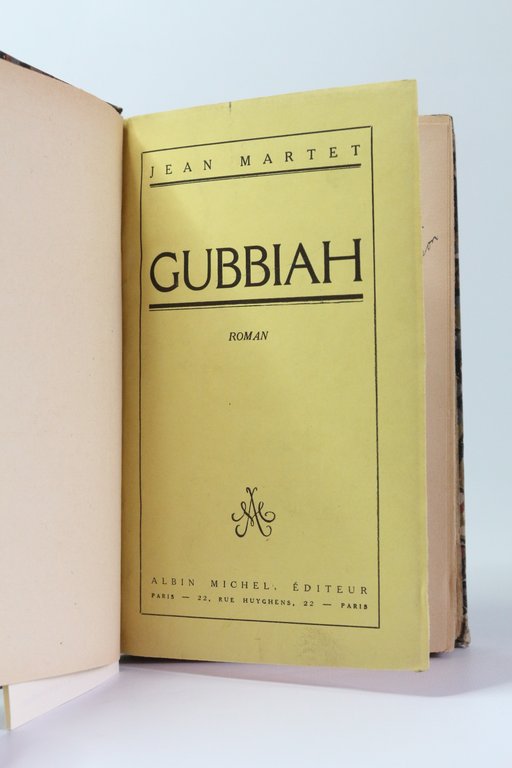 JEAN MARTET
GUBBIAH
ROMAN
ALBIN MICHEL, ÉDITEUR
PARIS — 22, RUE HUYGHENS, 22 — PARIS